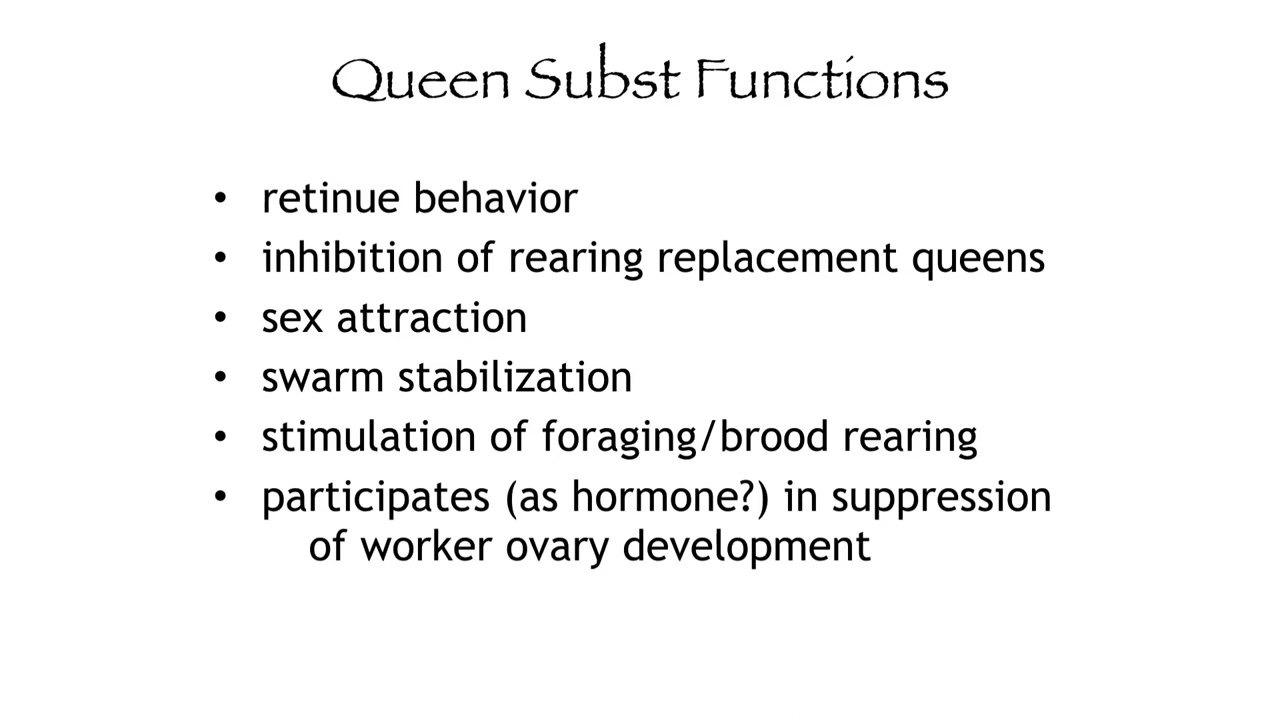 Queen Subst Functions
• retinue behavior
• inhibition of rearing replacement queens
• sex attraction
• swarm stabilization
• stimulation of foraging/brood rearing
• participates (as hormone?) in suppression
of worker ovary development